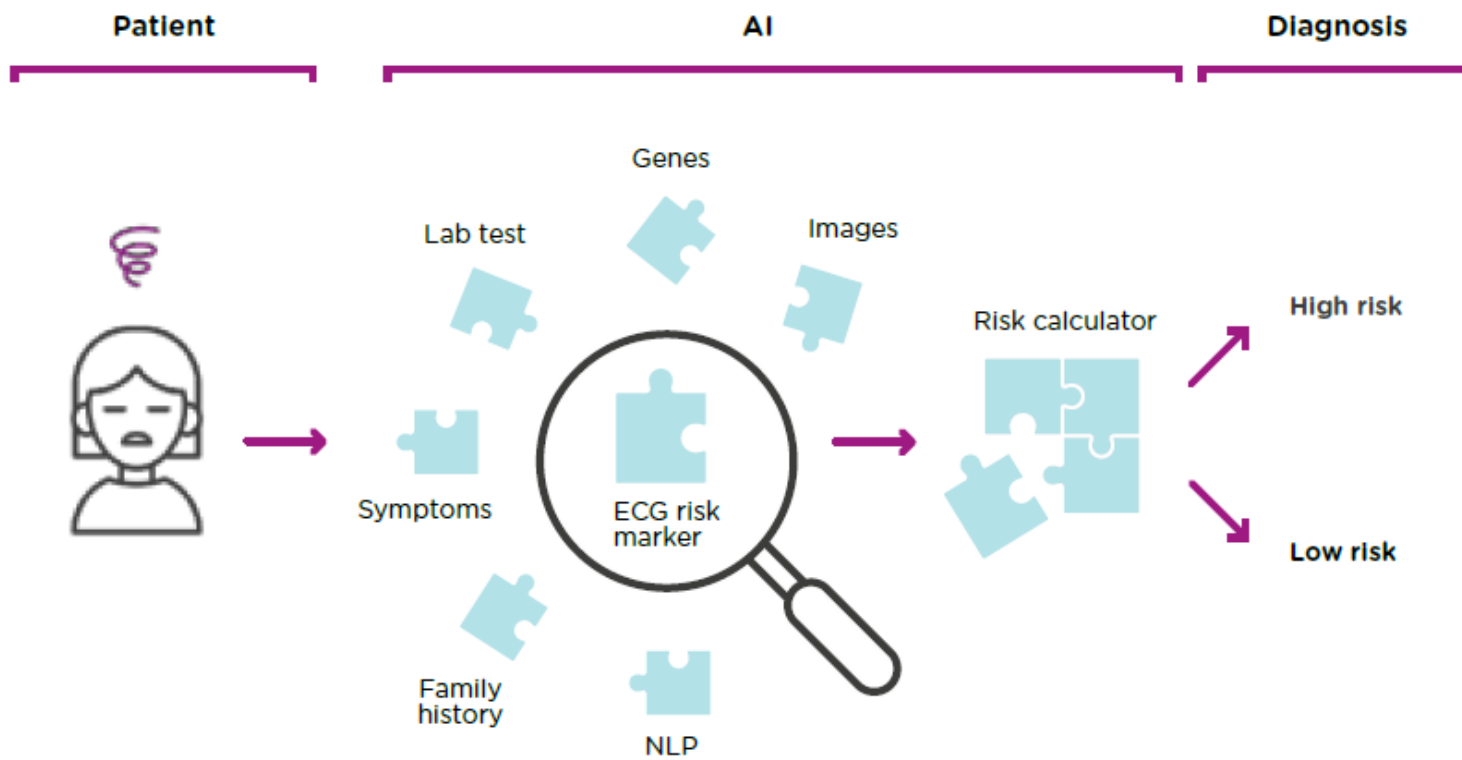 Patient
AI
Diagnosis
Genes
Lab test
Images
Risk calculator
High risk
Symptoms
ECG risk
marker
Low risk
Family
history
NLP